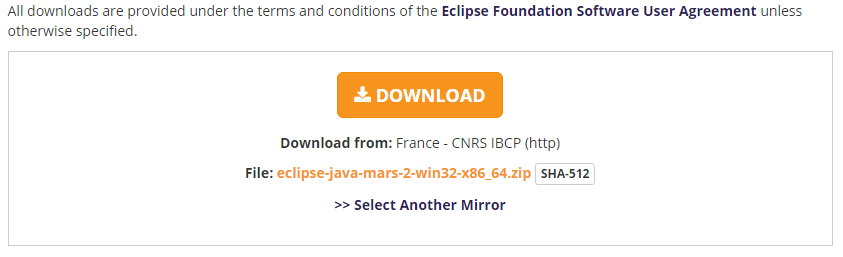 All downloads are provided under the terms and conditions of the Eclipse Foundation Software User Agreement unless
otherwise specified.
DOWNLOAD
Download from: France - CNRS IBCP (http)
File: eclipse-java-mars-2-win32-x86_64.zip SHA-512
>> Select Another Mirror